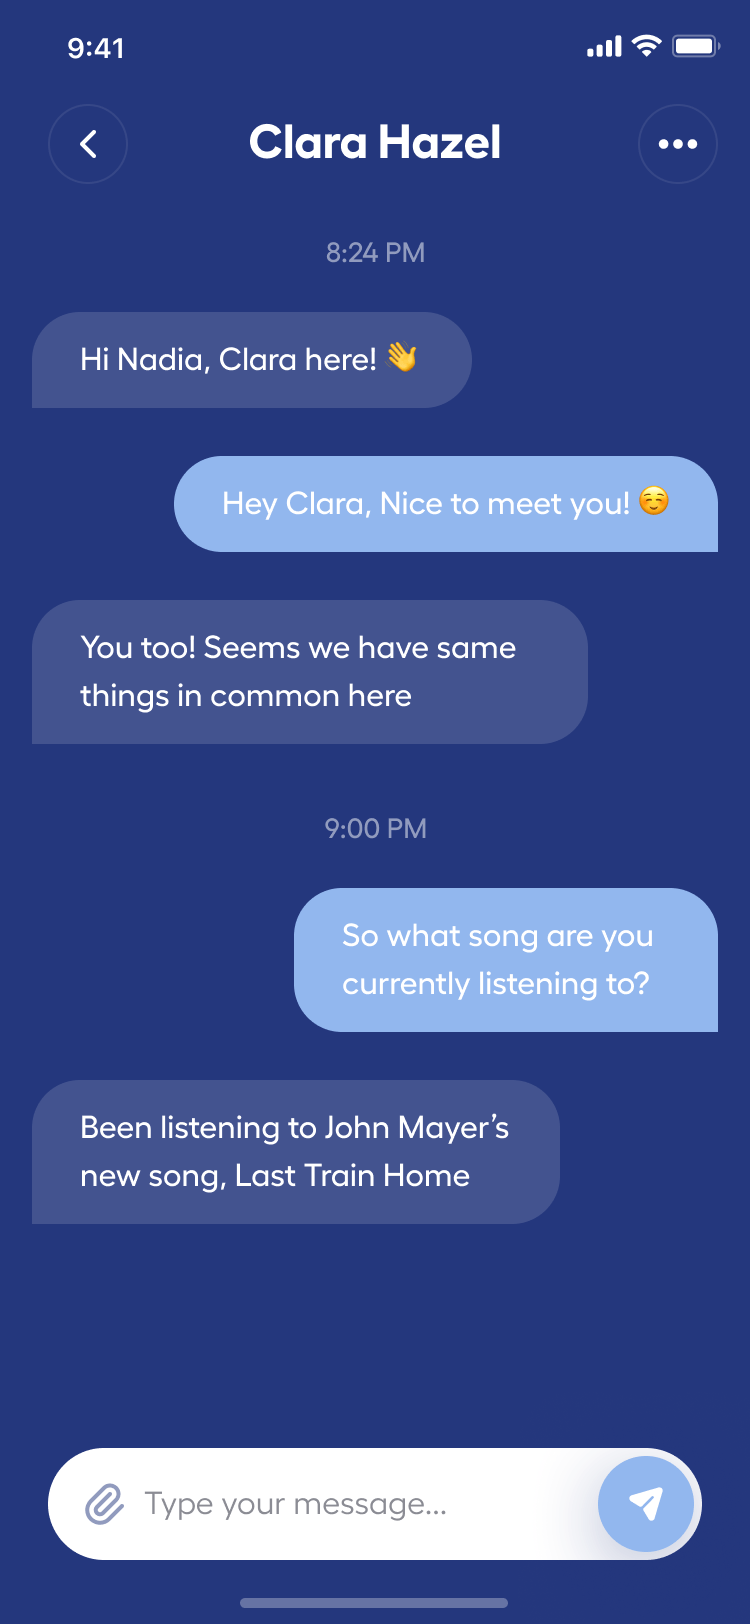 9:41
Clara Hazel
8:24 PM
Hi Nadia, Clara here! 👋
Hey Clara, Nice to meet you! ☺️
You too! Seems we have same
things in common here
9:00 PM
So what song are you
currently listening to?
Been listening to John Mayer’s
new song, Last Train Home
Type your message...